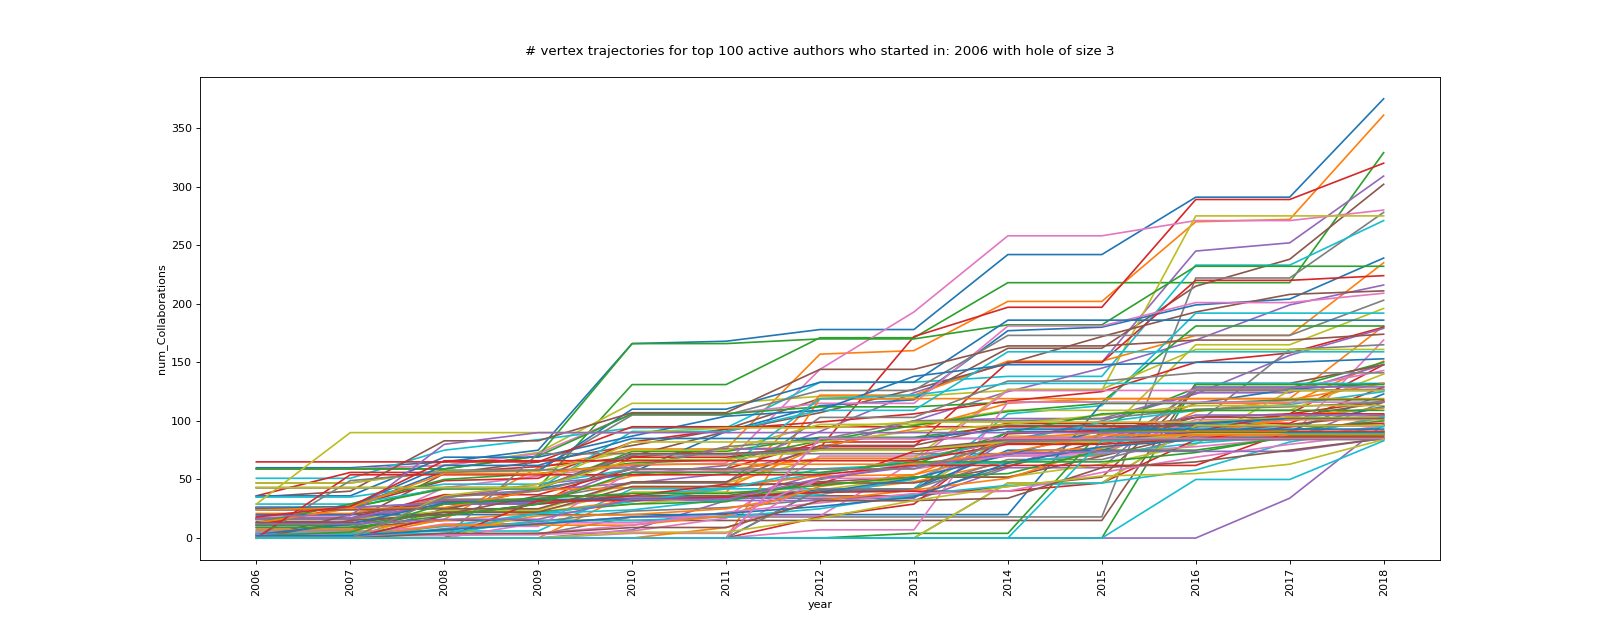 # vertex trajectories for top 100 active authors who started in: 2006 with hole of size 3
num_Collaborations
350
300
250
200
150
100
50
0
2006 2007 2008 2009 2010 2011 2012 2013 2014 2015 2016 2017 2018
year